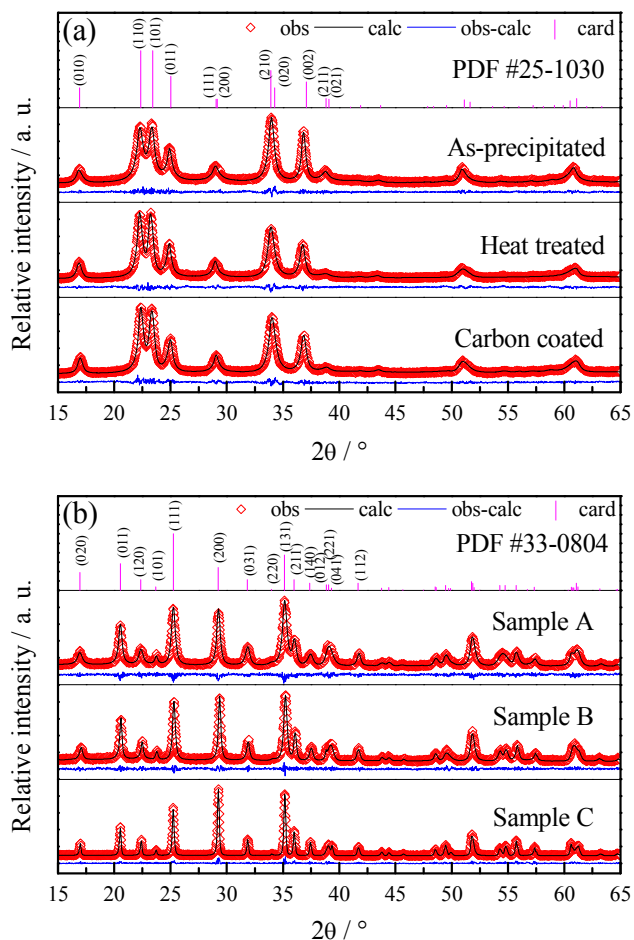 (a)
obs calc obs-calc card
PDF #25-1030
(010) (110) (101) (011) (111) (200) (210) (020) (002) (211) (021)
As-precipitated
Heat treated
Carbon coated
Relative intensity / a. u.
15 20 25 30 35 40 45 50 55 60 65
2θ / °
(b)
obs calc obs-calc card
PDF #33-0804
(020) (011) (120) (101) (111) (200) (031) (220) (131) (211) (140) (012) (221) (041) (112)
Sample A
Sample B
Sample C
Relative intensity / a. u.
15 20 25 30 35 40 45 50 55 60 65
2θ / °